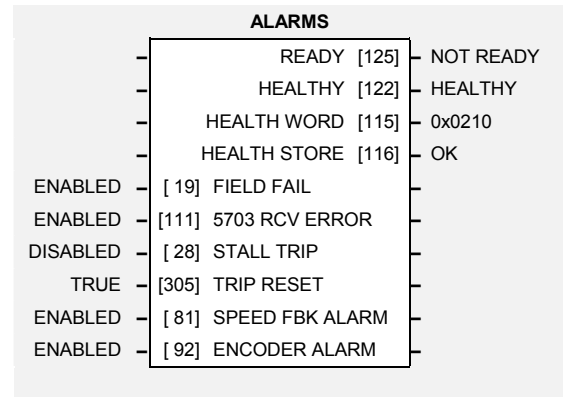 ALARMS
READY [125] NOT READY
HEALTHY [122] HEALTHY
HEALTH WORD [115] 0x0210
HEALTH STORE [116] OK
ENABLED [ 19] FIELD FAIL
ENABLED [111] 5703 RCV ERROR
DISABLED [ 28] STALL TRIP
TRUE [305] TRIP RESET
ENABLED [ 81] SPEED FBK ALARM
ENABLED [ 92] ENCODER ALARM